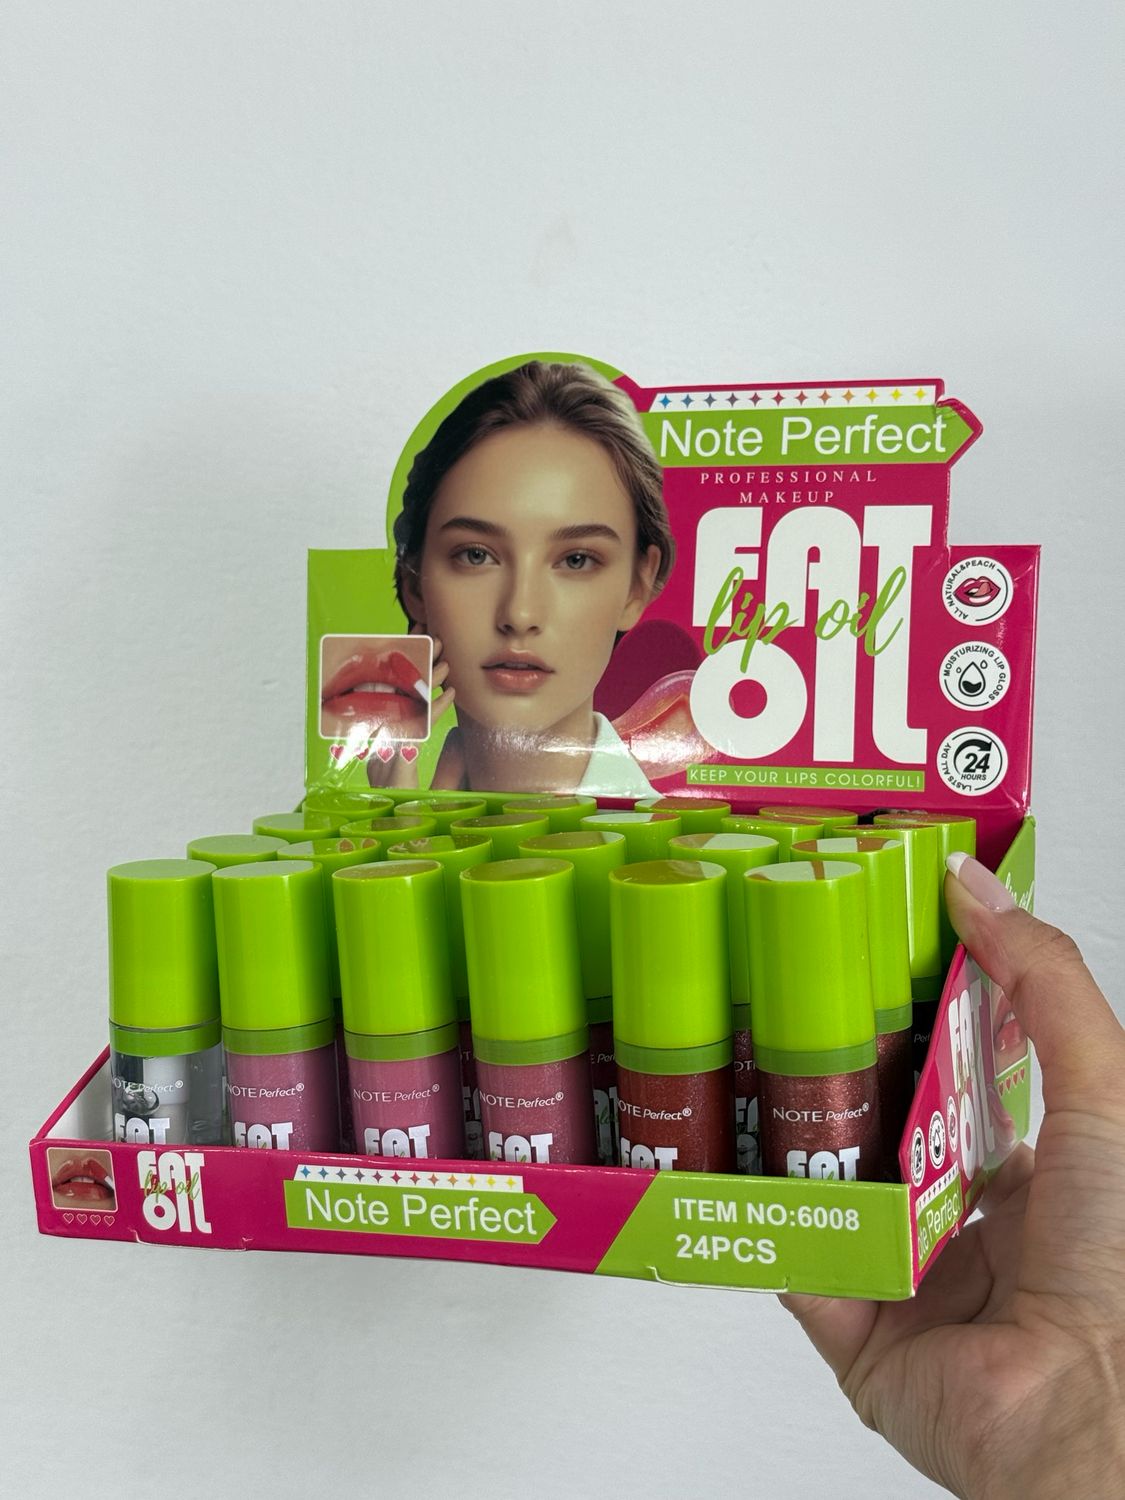 Note Perfect
PROFESSIONAL
MAKEUP
FAT
lip oil
OIL
KEEP YOUR LIPS COLORFUL!
ALL NATURAL&PEACH
MOISTURIZING LIP GLOSS
LASTS ALL DAY
24
HOURS
NOTE Perfect®
FAT
NOTE Perfect®
FAT
NOTE Perfect®
FAT
NOTE Perfect®
FAT
NOTE Perfect®
FAT
NOTE Perfect®
FAT
FAT
lip oil
OIL
Note Perfect
ITEM NO:6008
24PCS
FAT
OIL